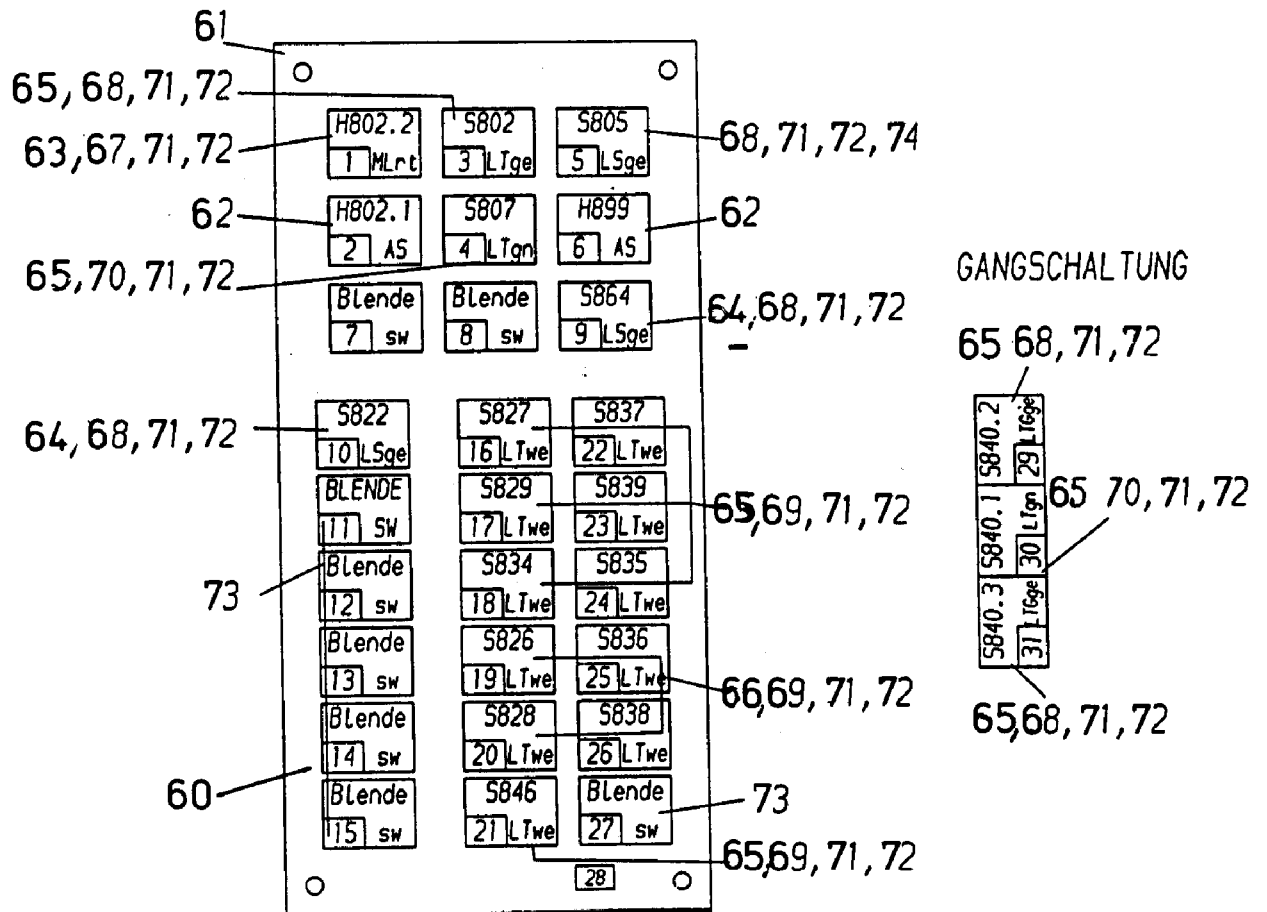 61
65, 68, 71, 72
63, 67, 71, 72
H802.2
1 MLrt
S802
3 LTge
S805
5 LSge
68, 71, 72, 74
62
H802.1
2 AS
S807
4 LTgn
H899
6 AS
62
65, 70, 71, 72
Blende
7 sw
Blende
8 sw
S864
9 LSge
64, 68, 71, 72
64, 68, 71, 72
S822
10 LSge
S827
16 LTwe
S837
22 LTwe
BLENDE
11 SW
S829
17 LTwe
S839
23 LTwe
65, 69, 71, 72
73
Blende
12 sw
S834
18 LTwe
S835
24 LTwe
Blende
13 sw
S826
19 LTwe
S836
25 LTwe
66, 69, 71, 72
Blende
14 sw
S828
20 LTwe
S838
26 LTwe
60
Blende
15 sw
S846
21 LTwe
Blende
27 sw
73
65, 69, 71, 72
28
GANGSCHALTUNG
65 68, 71, 72
S840.2
29 LTGge
S840.1
30 LTgn
65 70, 71, 72
S840.3
31 LTGge
65, 68, 71, 72